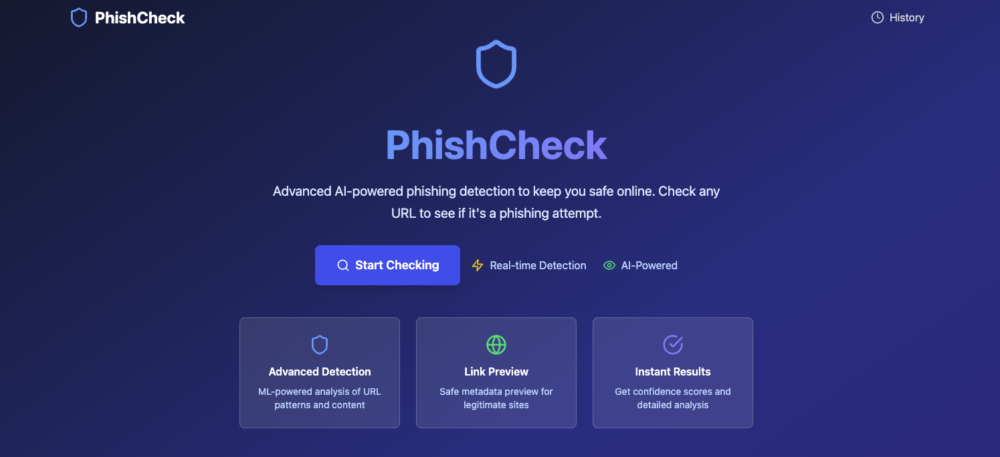 PhishCheck
History
PhishCheck
Advanced AI-powered phishing detection to keep you safe online. Check any
URL to see if it's a phishing attempt.
Start Checking
Real-time Detection
AI-Powered
Advanced Detection
ML-powered analysis of URL
patterns and content
Link Preview
Safe metadata preview for
legitimate sites
Instant Results
Get confidence scores and
detailed analysis